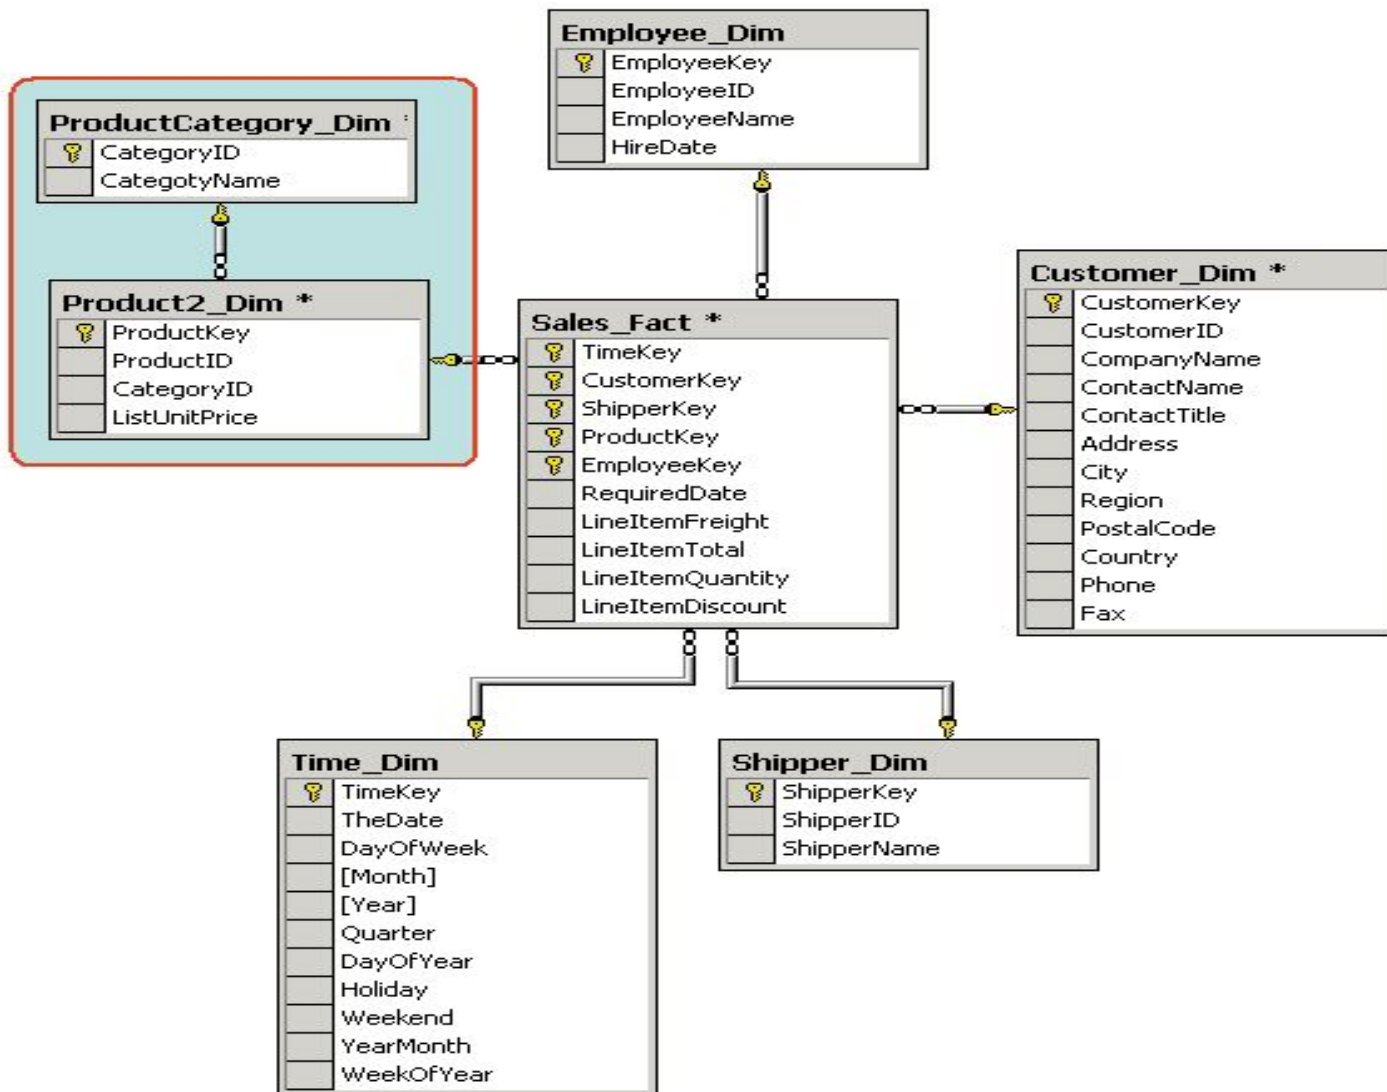 Employee_Dim
EmployeeKey
EmployeeID
EmployeeName
HireDate
ProductCategory_Dim *
CategoryID
CategotyName
Product2_Dim *
ProductKey
ProductID
CategoryID
ListUnitPrice
Sales_Fact *
TimeKey
CustomerKey
ShipperKey
ProductKey
EmployeeKey
RequiredDate
LineItemFreight
LineItemTotal
LineItemQuantity
LineItemDiscount
Customer_Dim *
CustomerKey
CustomerID
CompanyName
ContactName
ContactTitle
Address
City
Region
PostalCode
Country
Phone
Fax
Time_Dim
TimeKey
TheDate
DayOfWeek
[Month]
[Year]
Quarter
DayOfYear
Holiday
Weekend
YearMonth
WeekOfYear
Shipper_Dim
ShipperKey
ShipperID
ShipperName